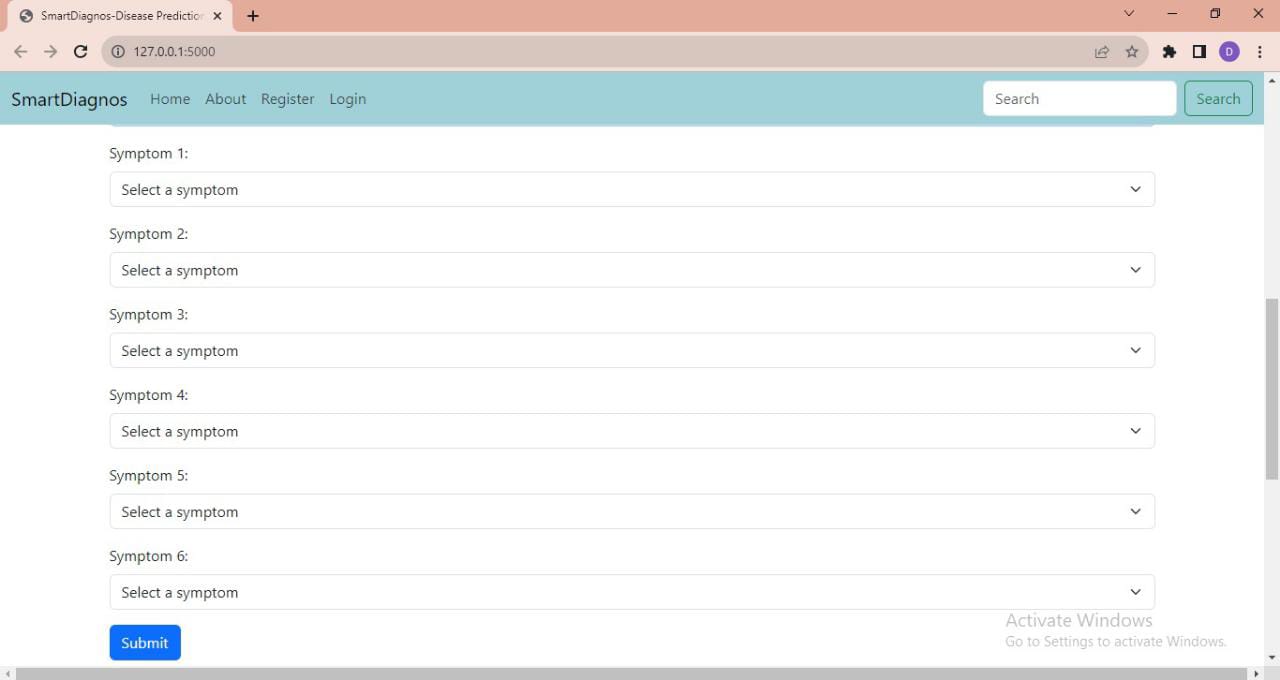 SmartDiagnos-Disease Prediction
127.0.0.1:5000
D
SmartDiagnos Home About Register Login Search Search
Symptom 1:
Select a symptom
Symptom 2:
Select a symptom
Symptom 3:
Select a symptom
Symptom 4:
Select a symptom
Symptom 5:
Select a symptom
Symptom 6:
Select a symptom
Activate Windows
Go to Settings to activate Windows.
Submit